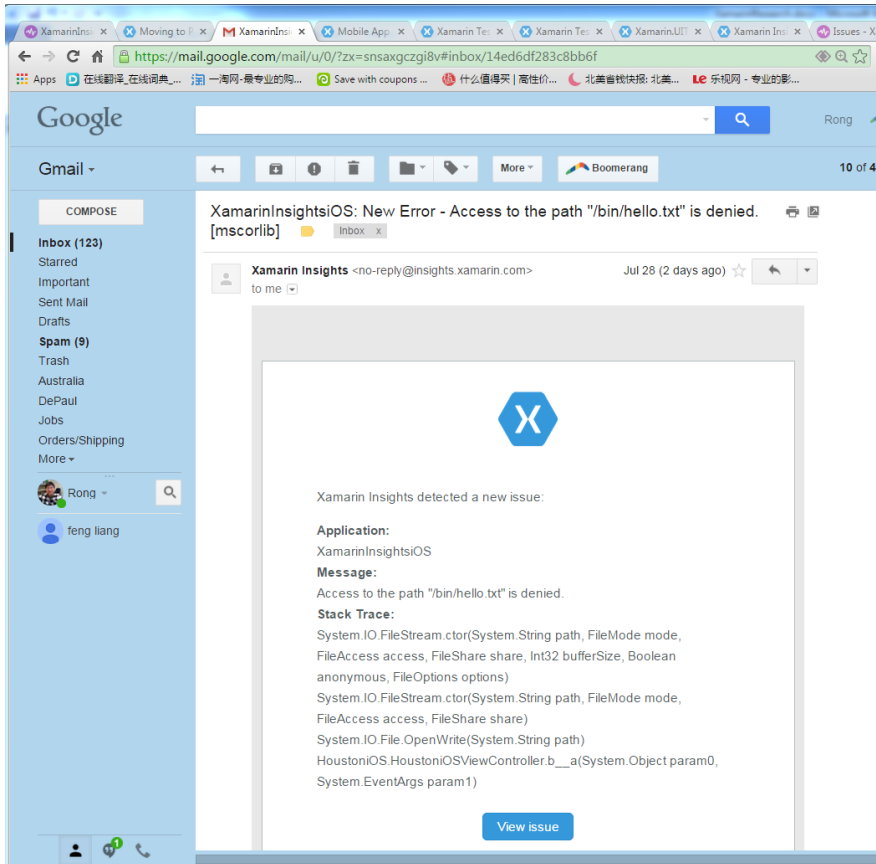 XamarinInsi
Moving to R
XamarinInsi
Mobile App
Xamarin Tes
Xamarin Tes
Xamarin.UIT
Xamarin Ins
Issues - X
https://mail.google.com/mail/u/0/?zx=snsaxgczgi8v#inbox/14ed6df283c8bb6f
Apps
在线翻译_在线词典_...
一淘网-最专业的购...
Save with coupons ...
什么值得买 | 高性价...
北美省钱快报: 北美...
乐视网 - 专业的影...
Google
Rong
Gmail
More
Boomerang
10 of 4
COMPOSE
Inbox (123)
Starred
Important
Sent Mail
Drafts
Spam (9)
Trash
Australia
DePaul
Jobs
Orders/Shipping
More
Rong
feng liang
XamarinInsightsiOS: New Error - Access to the path "/bin/hello.txt" is denied.
[mscorlib] Inbox x
Xamarin Insights <no-reply@insights.xamarin.com> Jul 28 (2 days ago)
to me
Xamarin Insights detected a new issue:
Application:
XamarinInsightsiOS
Message:
Access to the path "/bin/hello.txt" is denied.
Stack Trace:
System.IO.FileStream.ctor(System.String path, FileMode mode,
FileAccess access, FileShare share, Int32 bufferSize, Boolean
anonymous, FileOptions options)
System.IO.FileStream.ctor(System.String path, FileMode mode,
FileAccess access, FileShare share)
System.IO.File.OpenWrite(System.String path)
HoustoniOS.HoustoniOSViewController.b__a(System.Object param0,
System.EventArgs param1)
View issue
1